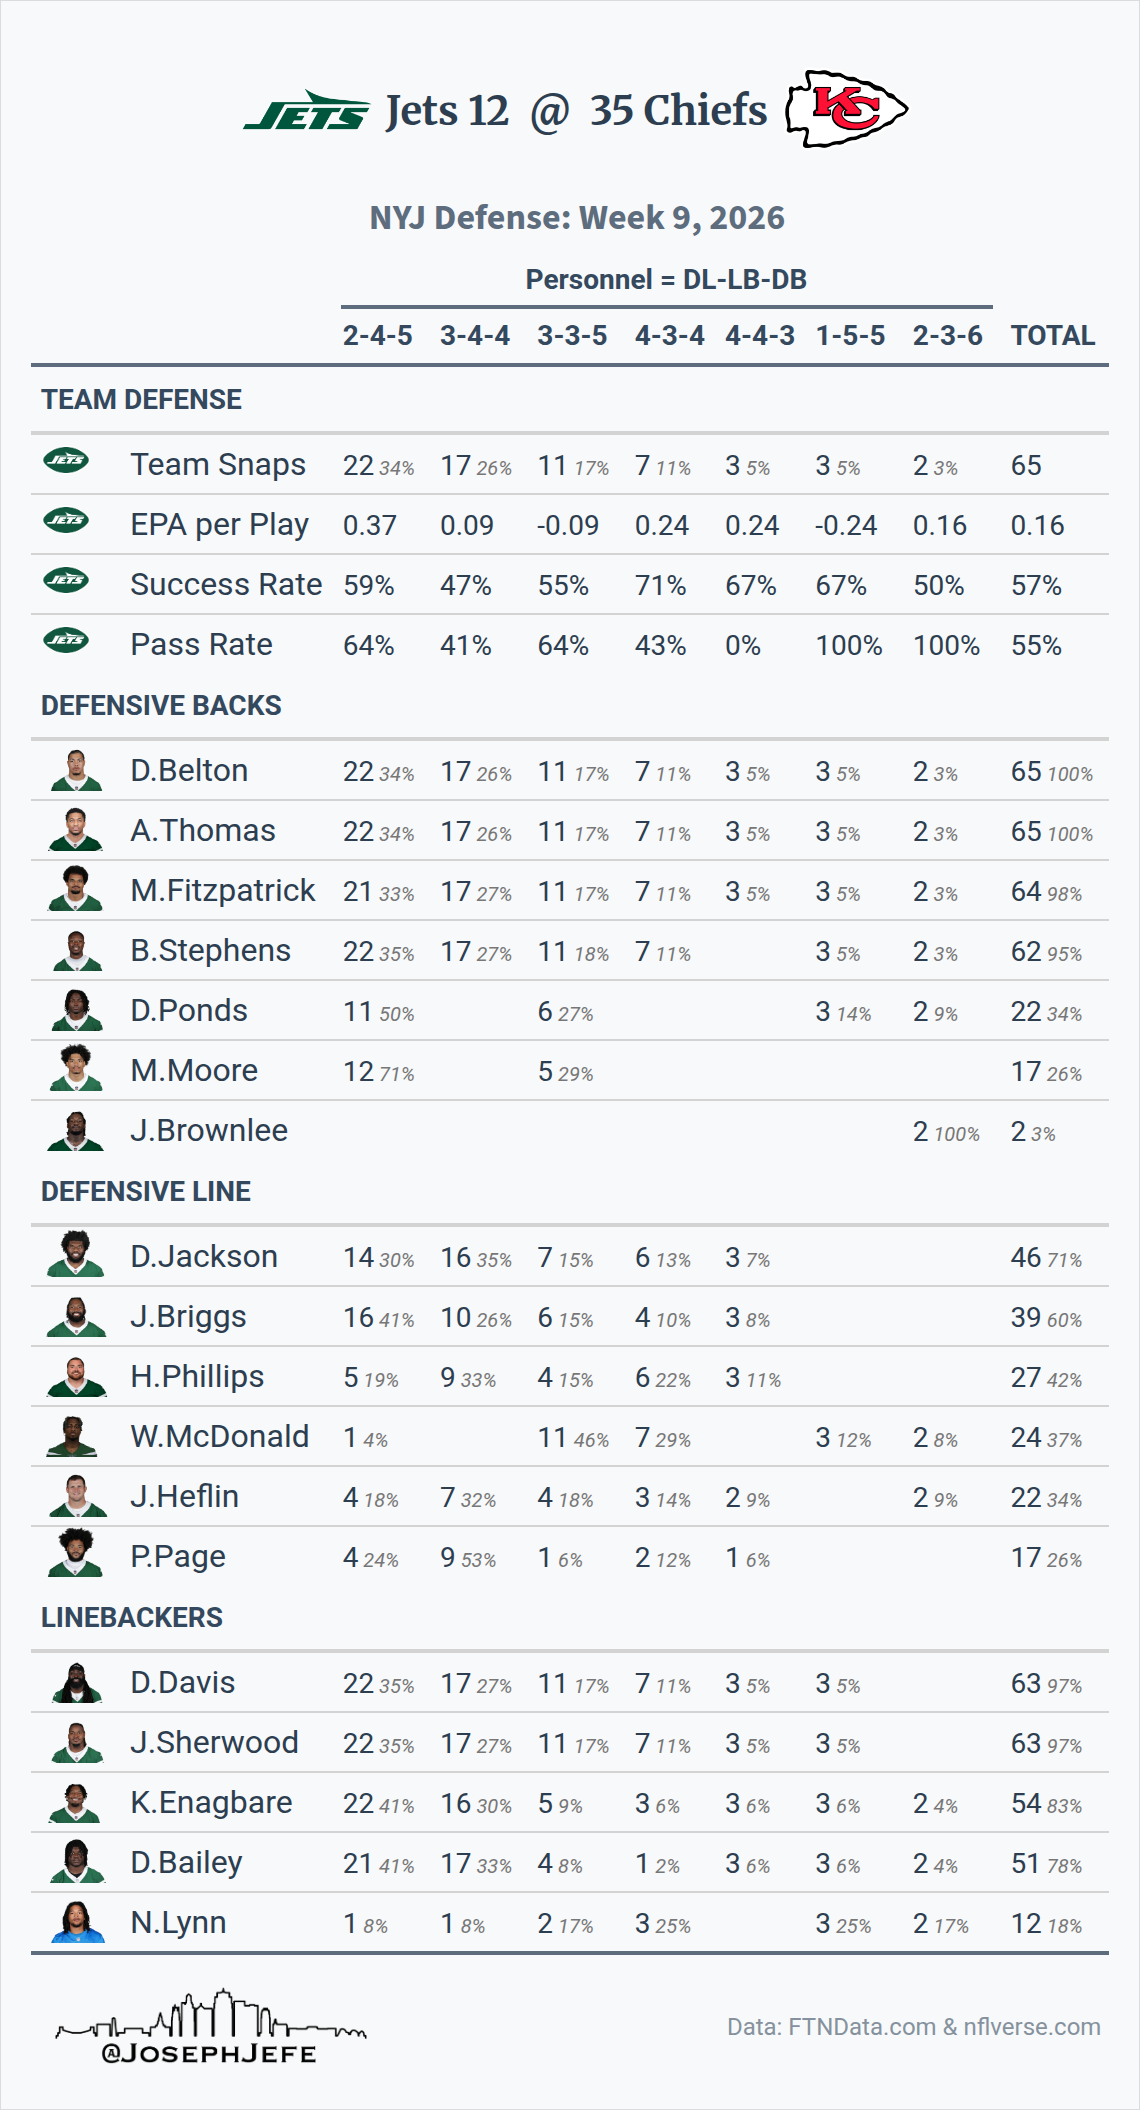 JETS Jets 12 @ 35 Chiefs KC
NYJ Defense: Week 9, 2026
Personnel = DL-LB-DB
2-4-5 3-4-4 3-3-5 4-3-4 4-4-3 1-5-5 2-3-6 TOTAL
TEAM DEFENSE
JETS Team Snaps 22 34% 17 26% 11 17% 7 11% 3 5% 3 5% 2 3% 65
JETS EPA per Play 0.37 0.09 -0.09 0.24 0.24 -0.24 0.16 0.16
JETS Success Rate 59% 47% 55% 71% 67% 67% 50% 57%
JETS Pass Rate 64% 41% 64% 43% 0% 100% 100% 55%
DEFENSIVE BACKS
D.Belton 22 34% 17 26% 11 17% 7 11% 3 5% 3 5% 2 3% 65 100%
A.Thomas 22 34% 17 26% 11 17% 7 11% 3 5% 3 5% 2 3% 65 100%
M.Fitzpatrick 21 33% 17 27% 11 17% 7 11% 3 5% 3 5% 2 3% 64 98%
B.Stephens 22 35% 17 27% 11 18% 7 11% 3 5% 2 3% 62 95%
D.Ponds 11 50% 6 27% 3 14% 2 9% 22 34%
M.Moore 12 71% 5 29% 17 26%
J.Brownlee 2 100% 2 3%
DEFENSIVE LINE
D.Jackson 14 30% 16 35% 7 15% 6 13% 3 7% 46 71%
J.Briggs 16 41% 10 26% 6 15% 4 10% 3 8% 39 60%
H.Phillips 5 19% 9 33% 4 15% 6 22% 3 11% 27 42%
W.McDonald 1 4% 11 46% 7 29% 3 12% 2 8% 24 37%
J.Heflin 4 18% 7 32% 4 18% 3 14% 2 9% 2 9% 22 34%
P.Page 4 24% 9 53% 1 6% 2 12% 1 6% 17 26%
LINEBACKERS
D.Davis 22 35% 17 27% 11 17% 7 11% 3 5% 3 5% 63 97%
J.Sherwood 22 35% 17 27% 11 17% 7 11% 3 5% 3 5% 63 97%
K.Enagbare 22 41% 16 30% 5 9% 3 6% 3 6% 3 6% 2 4% 54 83%
D.Bailey 21 41% 17 33% 4 8% 1 2% 3 6% 3 6% 2 4% 51 78%
N.Lynn 1 8% 1 8% 2 17% 3 25% 3 25% 2 17% 12 18%
@JOSEPHJEFE
Data: FTNData.com & nflverse.com